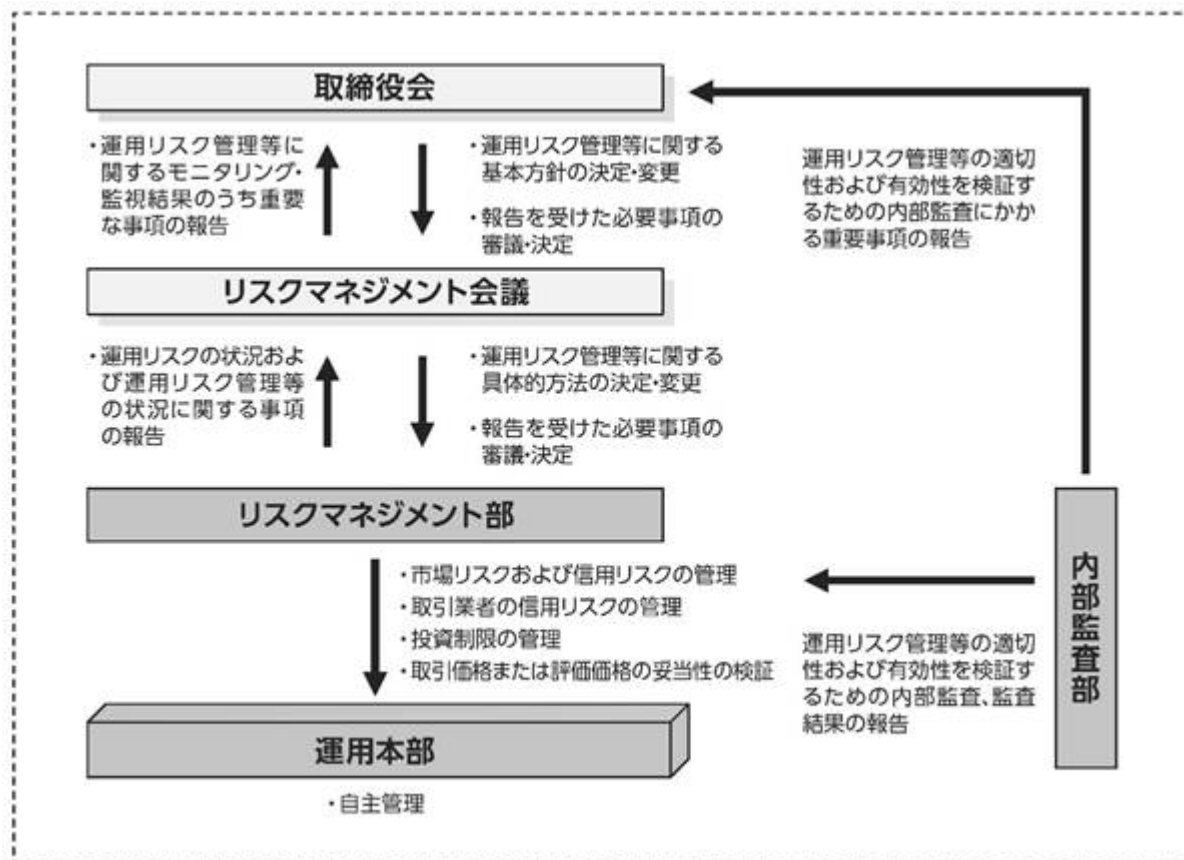 取締役会
・運用リスク管理等に
関するモニタリング・
監視結果のうち重要
な事項の報告
・運用リスク管理等に関する
基本方針の決定・変更
・報告を受けた必要事項の
審議・決定
運用リスク管理等の適切
性および有効性を検証す
るための内部監査にかか
る重要事項の報告
リスクマネジメント会議
・運用リスクの状況およ
び運用リスク管理等
の状況に関する事項
の報告
・運用リスク管理等に関する
具体的方法の決定・変更
・報告を受けた必要事項の
審議・決定
リスクマネジメント部
・市場リスクおよび信用リスクの管理
・取引業者の信用リスクの管理
・投資制限の管理
・取引価格または評価価格の妥当性の検証
内部監査部
運用リスク管理等の適切
性および有効性を検証す
るための内部監査、監査
結果の報告
運用本部
・自主管理